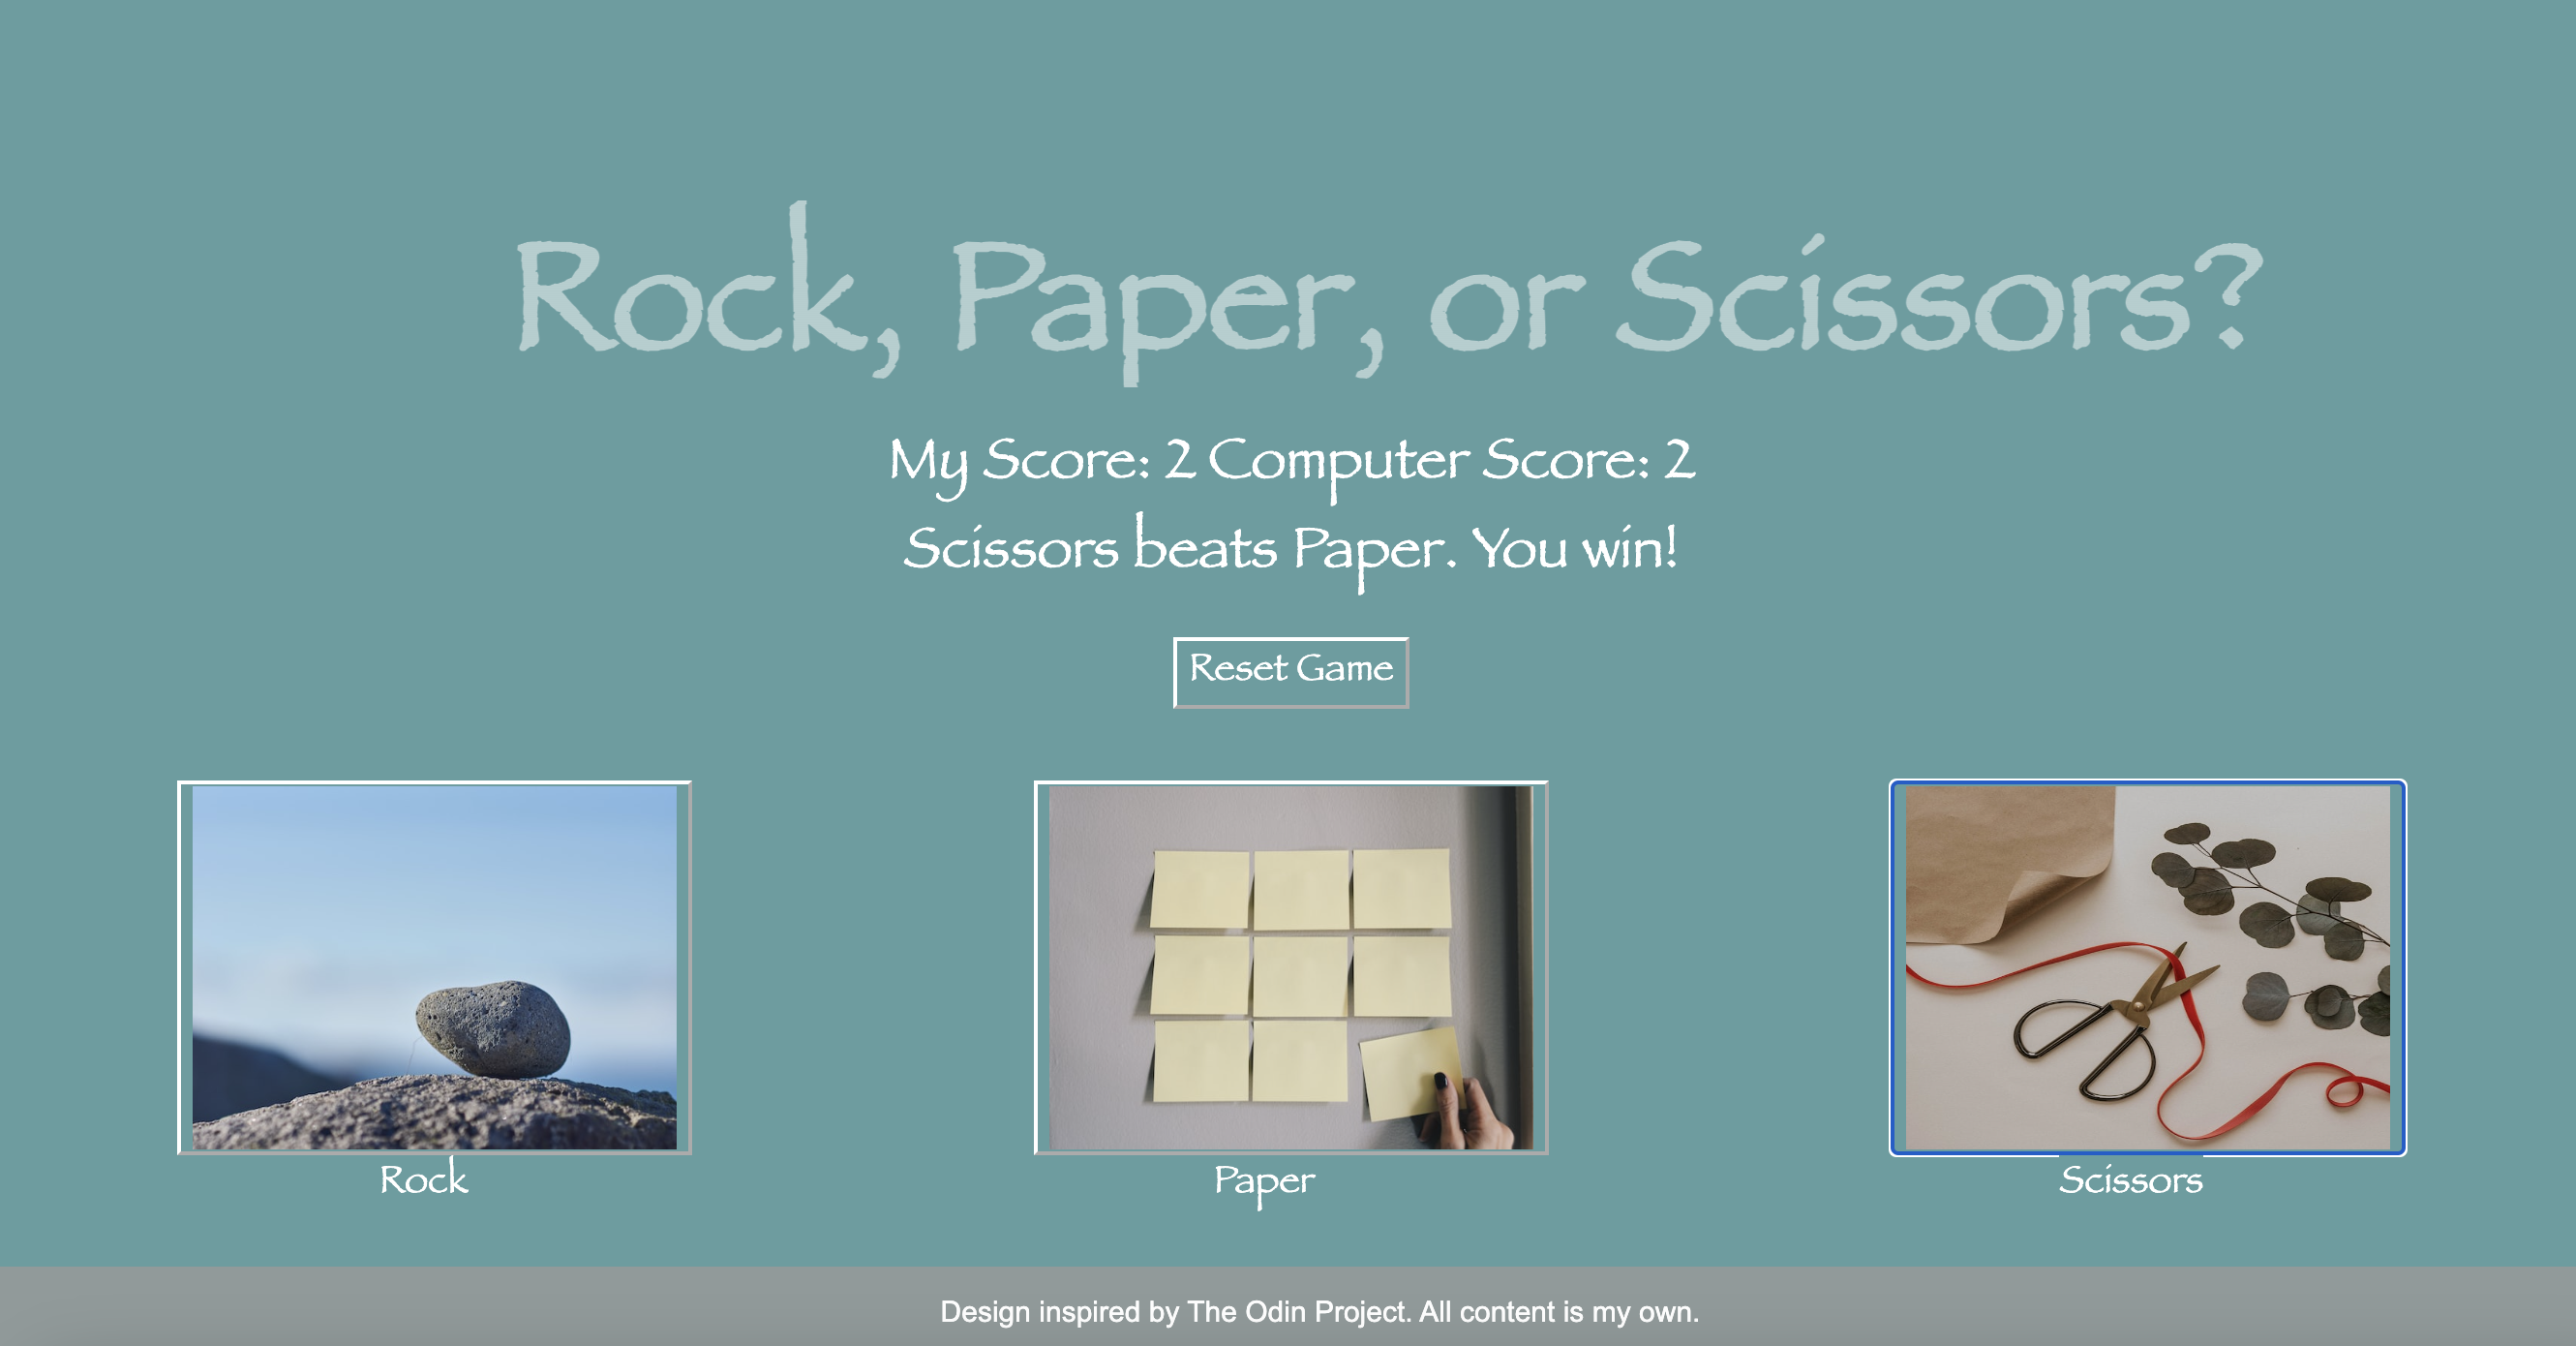 Rock, Paper, or Scissors?
My Score: 2 Computer Score: 2
Scissors beats Paper. You win!
Reset Game
Rock
Paper
Scissors
Design inspired by The Odin Project. All content is my own.